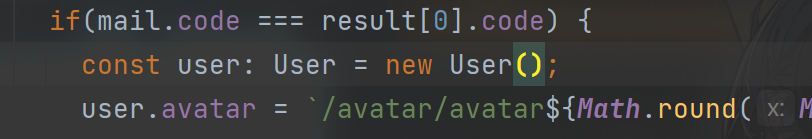 if(mail.code === result[0].code) {
const user: User = new User();
user.avatar = `/avatar/avatar${Math.round( x: M